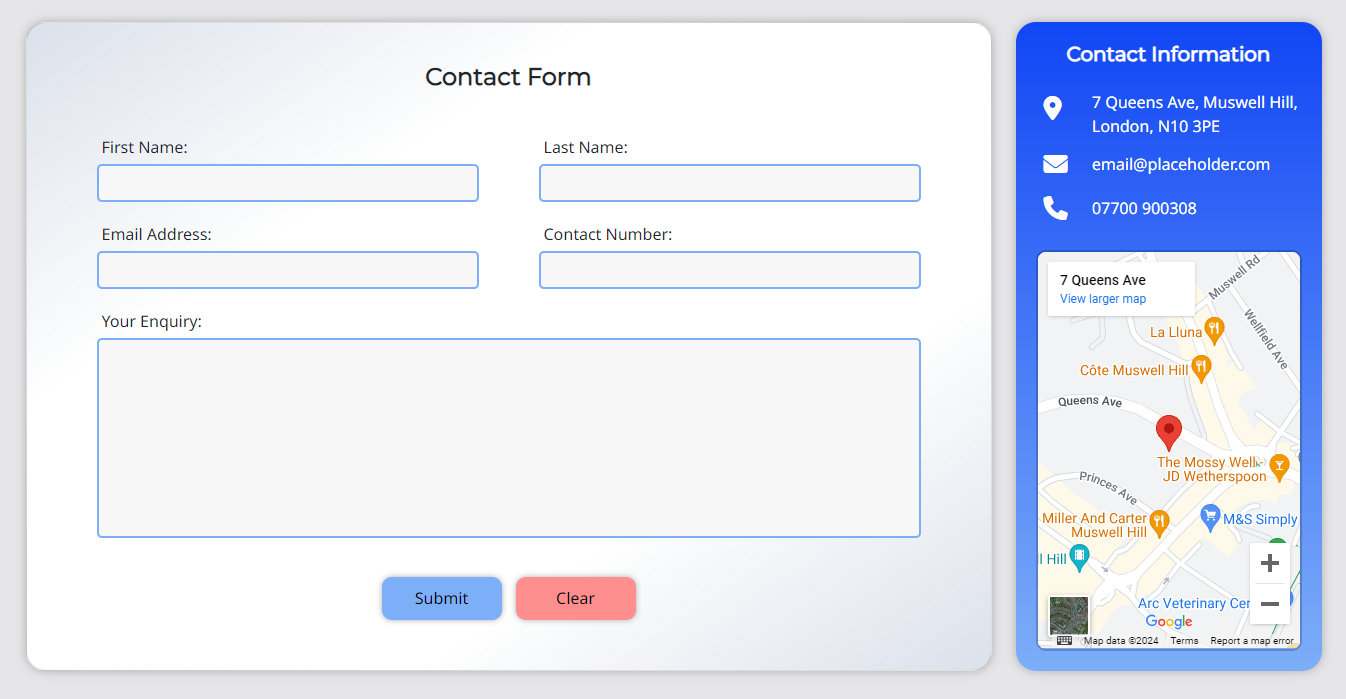 Contact Form
First Name:
Last Name:
Email Address:
Contact Number:
Your Enquiry:
Submit
Clear
Contact Information
7 Queens Ave, Muswell Hill,
London, N10 3PE
email@placeholder.com
07700 900308
7 Queens Ave
View larger map
Muswell Rd
Wellfield Ave
La Lluna
Côte Muswell Hill
Queens Ave
The Mossy Well -
JD Wetherspoon
Princes Ave
Miller And Carter
Muswell Hill
M&S Simply
l Hill
Arc Veterinary Cen
Google
Map data ©2024
Terms
Report a map error